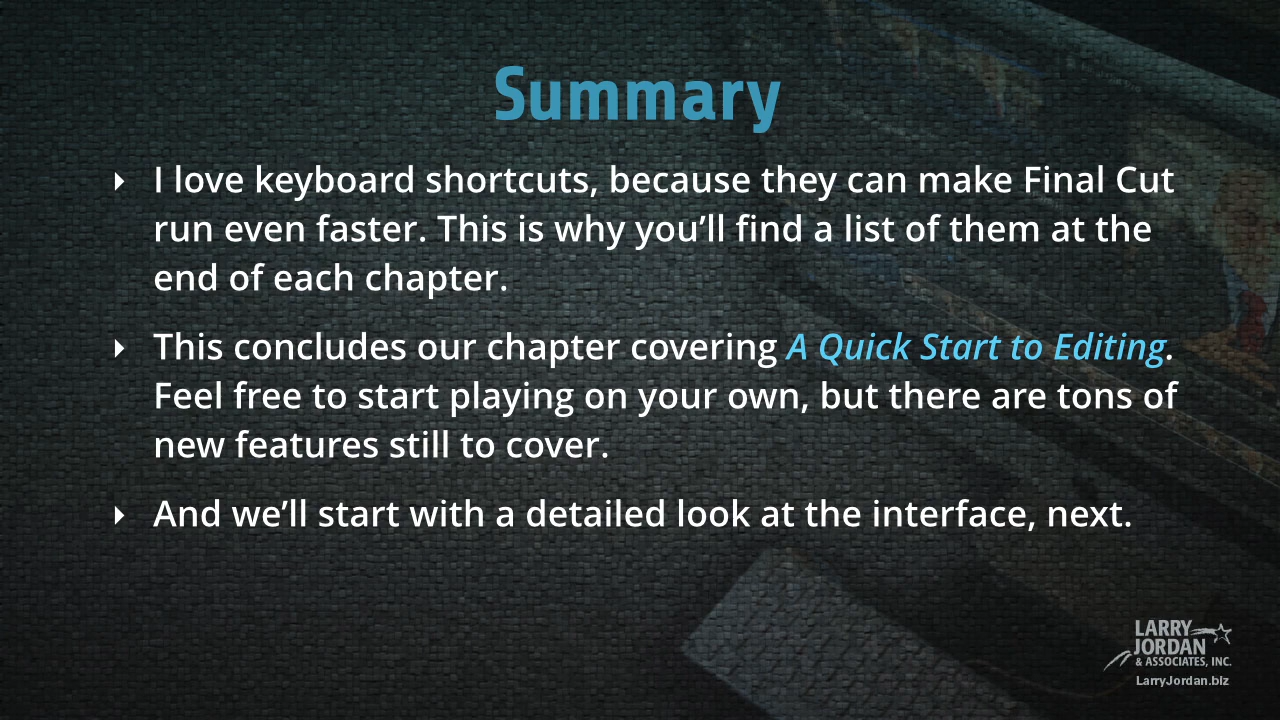 Summary
I love keyboard shortcuts, because they can make Final Cut
run even faster. This is why you’ll find a list of them at the
end of each chapter.
This concludes our chapter covering A Quick Start to Editing.
Feel free to start playing on your own, but there are tons of
new features still to cover.
And we’ll start with a detailed look at the interface, next.
LARRY
JORDAN
& ASSOCIATES, INC.
LarryJordan.biz